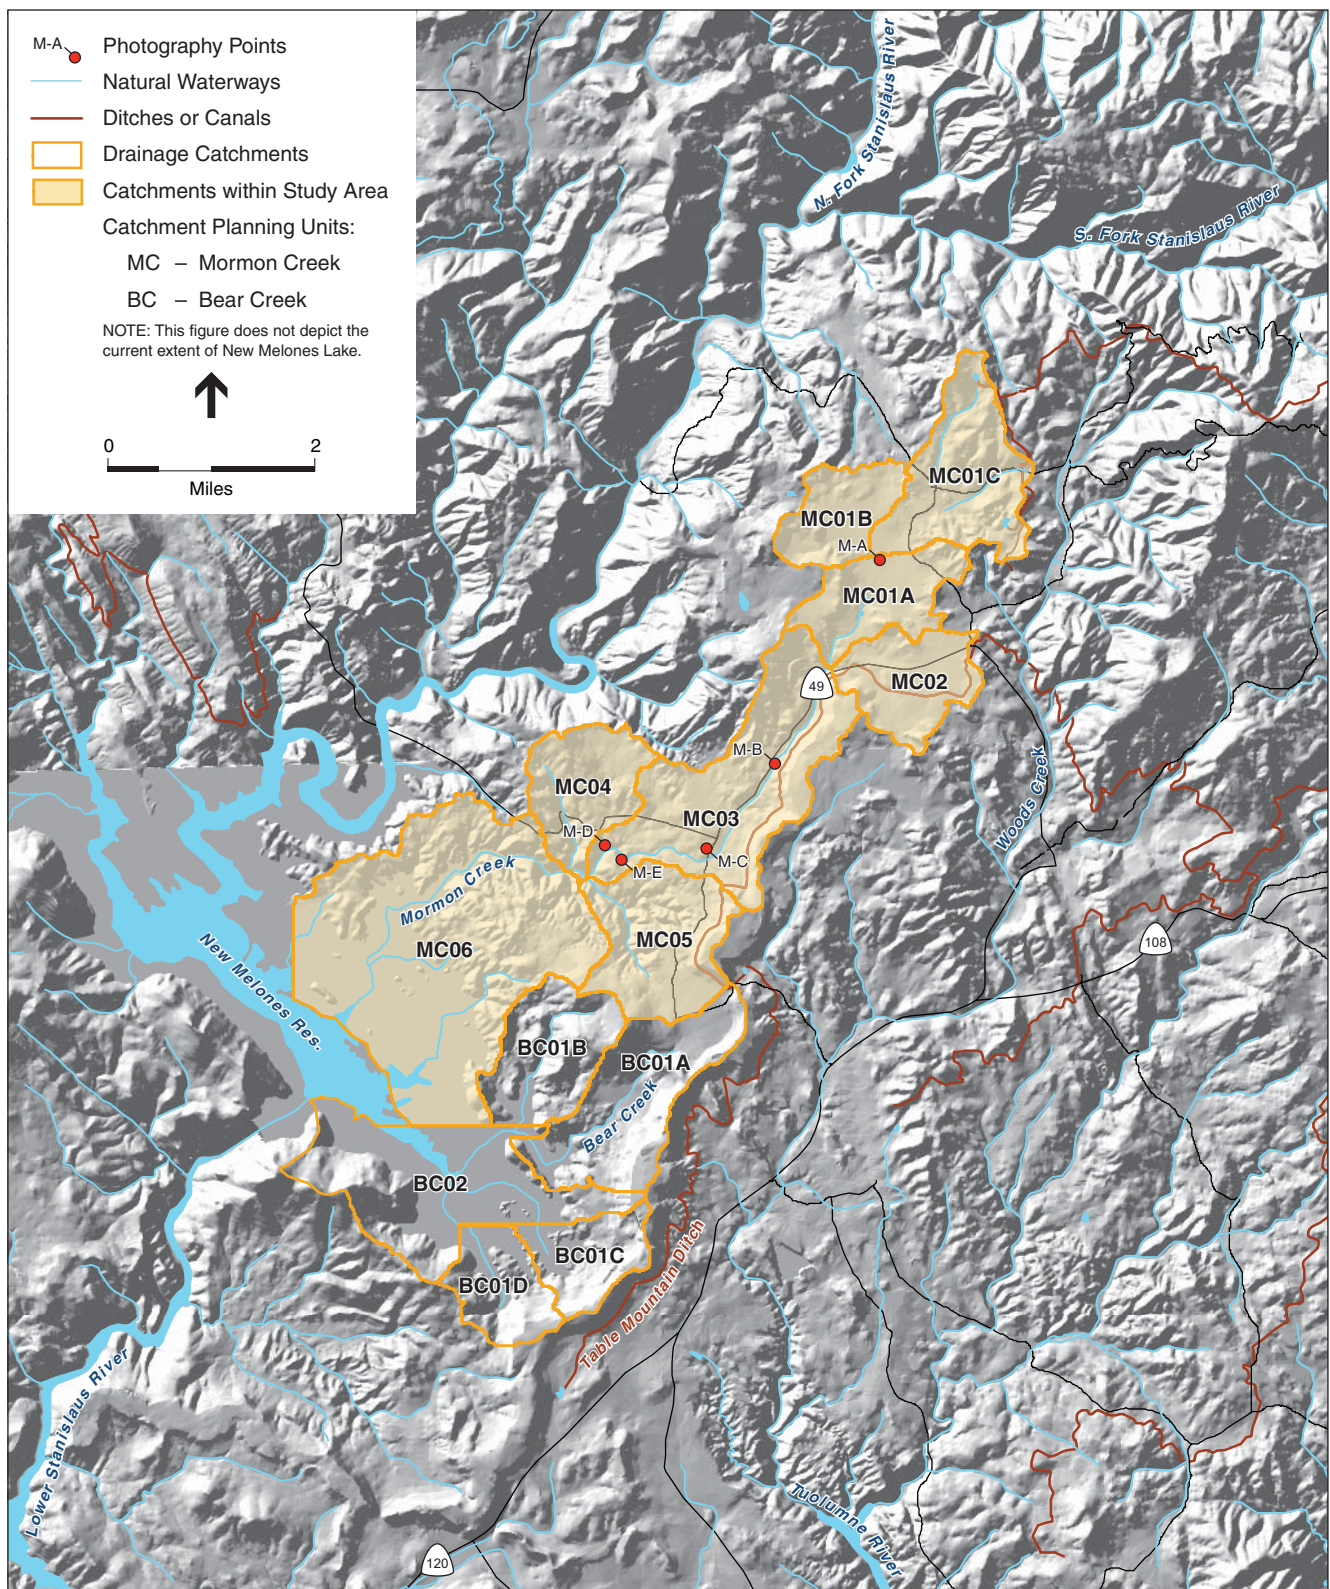 M-A
Photography Points
Natural Waterways
Ditches or Canals
Drainage Catchments
Catchments within Study Area
Catchment Planning Units:
MC – Mormon Creek
BC – Bear Creek
NOTE: This figure does not depict the
current extent of New Melones Lake.
0 2
Miles
N. Fork Stanislaus River
S. Fork Stanislaus River
MC01C
MC01B
M-A
MC01A
MC02
49
M-B
MC04
MC03
M-D
M-C
M-E
Woods Creek
Mormon Creek
MC06
MC05
108
New Melones Res.
BC01B
BC01A
Bear Creek
BC02
BC01C
BC01D
Table Mountain Ditch
Lower Stanislaus River
Tuolumne River
120